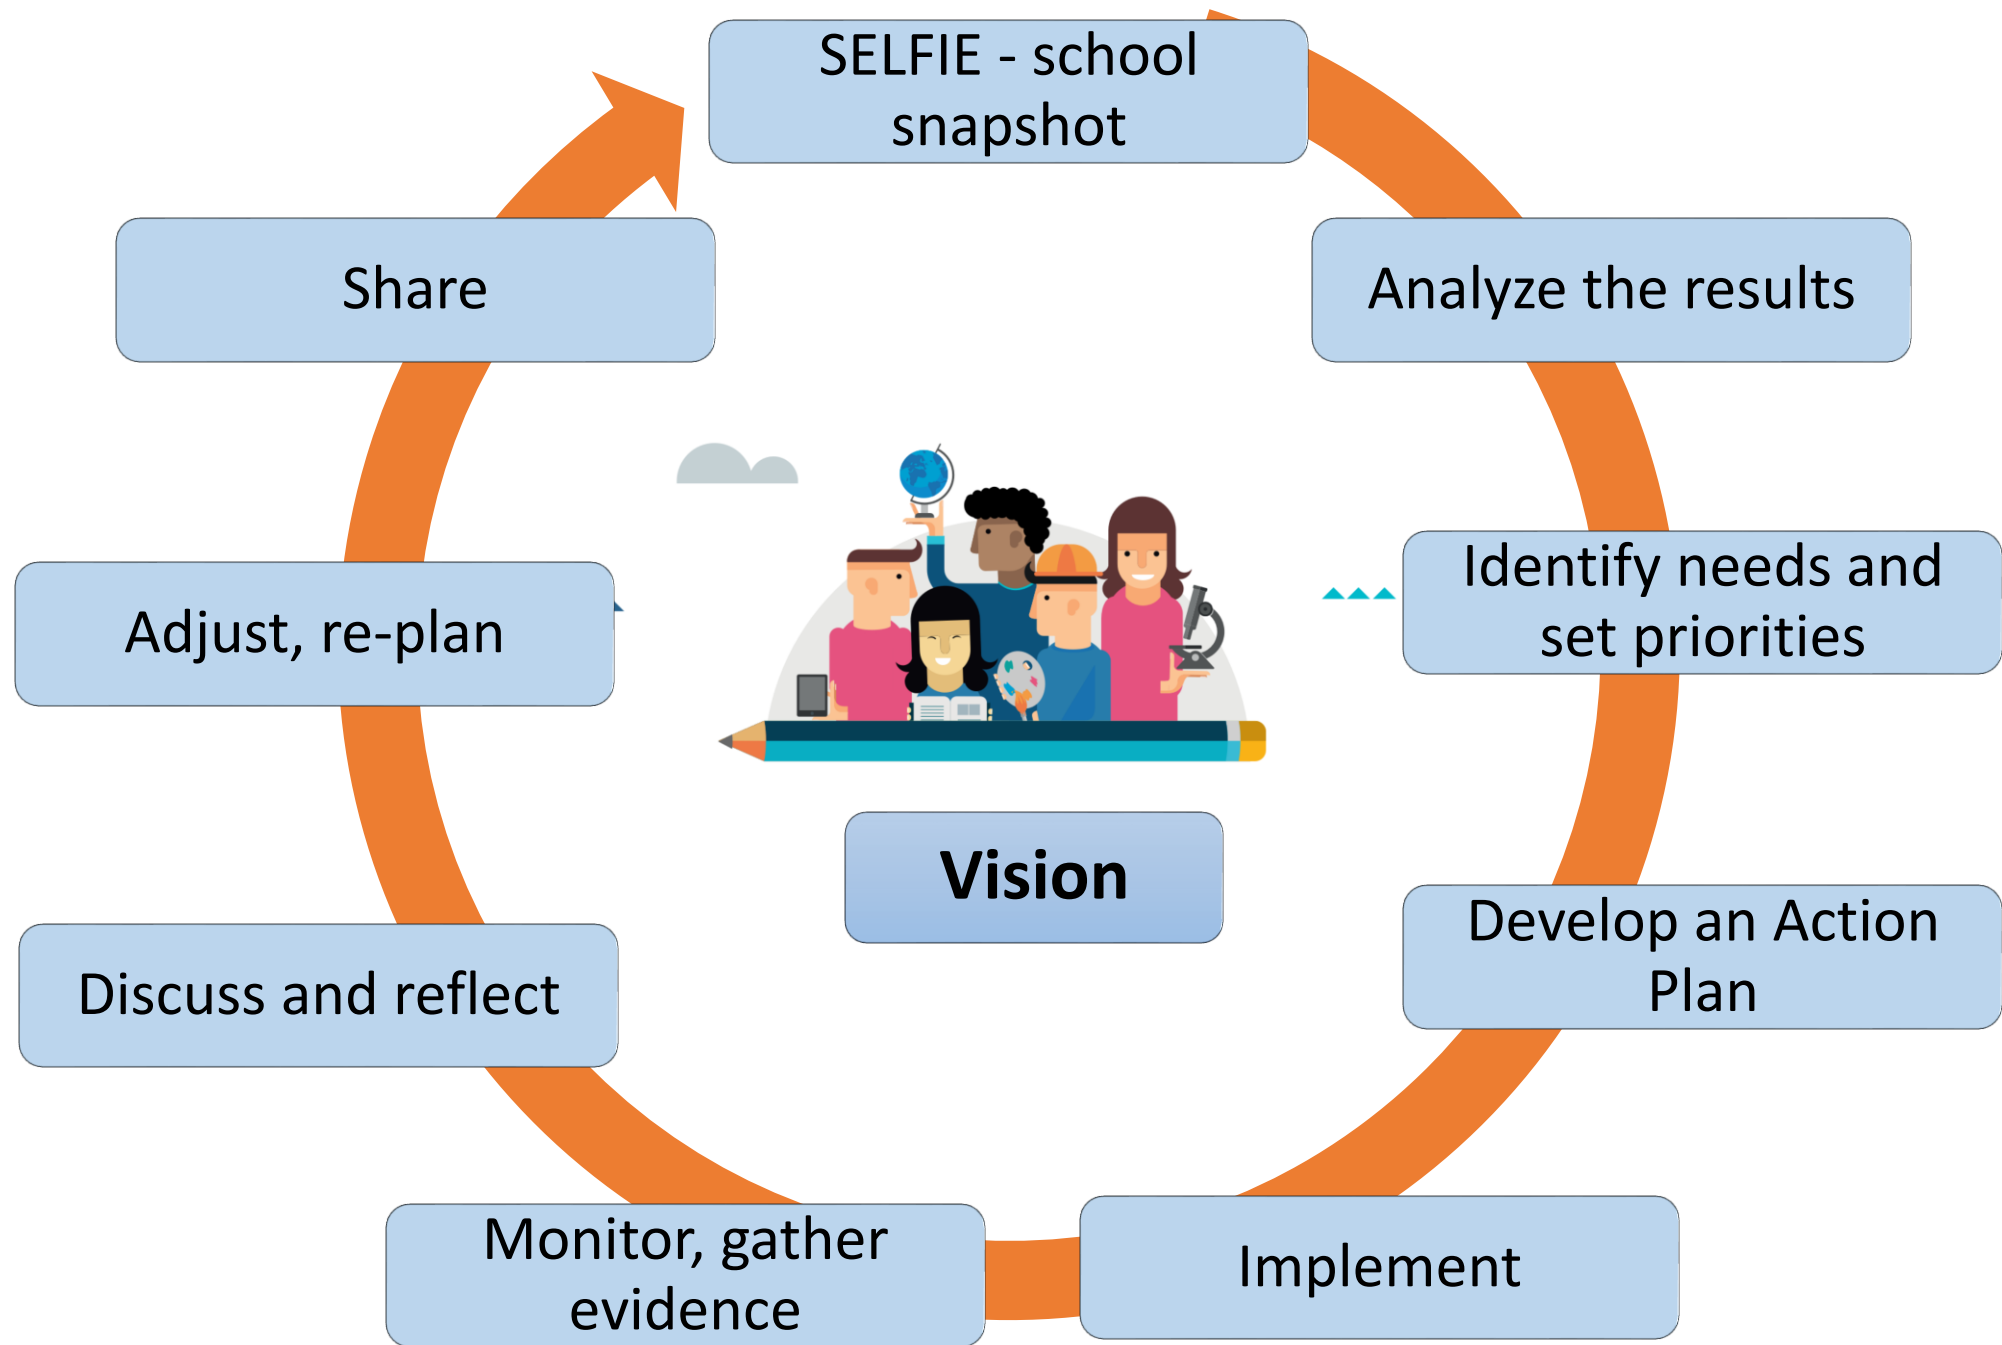 SELFIE - school
snapshot
Analyze the results
Identify needs and
set priorities
Develop an Action
Plan
Implement
Monitor, gather
evidence
Discuss and reflect
Adjust, re-plan
Share
Vision